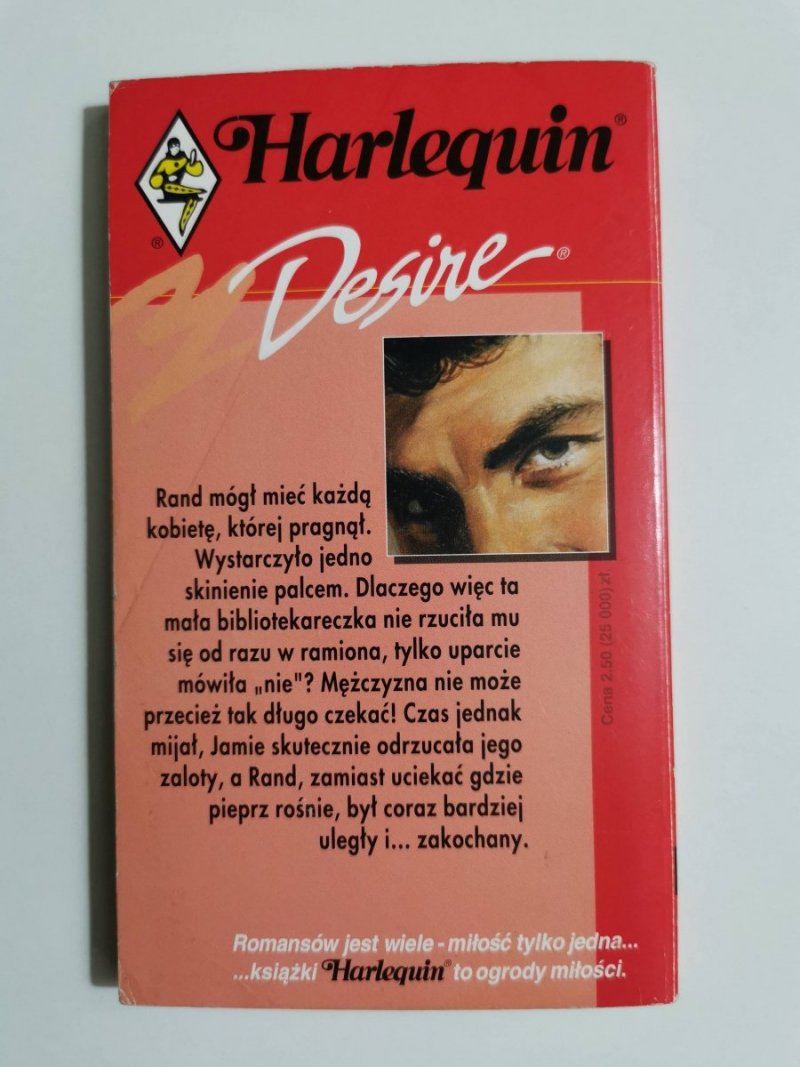 Harlequin®
®
Desire®
Rand mógł mieć każdą
kobietę, której pragnął.
Wystarczyło jedno
skinienie palcem. Dlaczego więc ta
mała bibliotekareczka nie rzuciła mu
się od razu w ramiona, tylko uparcie
mówiła „nie"? Mężczyzna nie może
przecież tak długo czekać! Czas jednak
mijał, Jamie skutecznie odrzucała jego
zaloty, a Rand, zamiast uciekać gdzie
pieprz rośnie, był coraz bardziej
uległy i... zakochany.
Cena 2.50 (25 000) zł
Romansów jest wiele - miłość tylko jedna...
...książki Harlequin® to ogrody miłości.